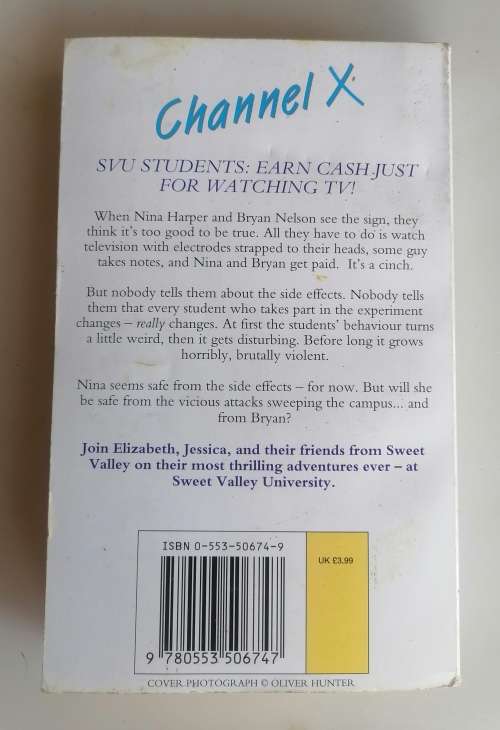 Channel X
SVU STUDENTS: EARN CASH JUST
FOR WATCHING TV!
When Nina Harper and Bryan Nelson see the sign, they
think it's too good to be true. All they have to do is watch
television with electrodes strapped to their heads, some guy
takes notes, and Nina and Bryan get paid. It's a cinch.
But nobody tells them about the side effects. Nobody tells
them that every student who takes part in the experiment
changes – really changes. At first the students' behaviour turns
a little weird, then it gets disturbing. Before long it grows
horribly, brutally violent.
Nina seems safe from the side effects – for now. But will she
be safe from the vicious attacks sweeping the campus... and
from Bryan?
Join Elizabeth, Jessica, and their friends from Sweet
Valley on their most thrilling adventures ever – at
Sweet Valley University.
ISBN 0-553-50674-9
UK £3.99
9 780553 506747
COVER PHOTOGRAPH © OLIVER HUNTER